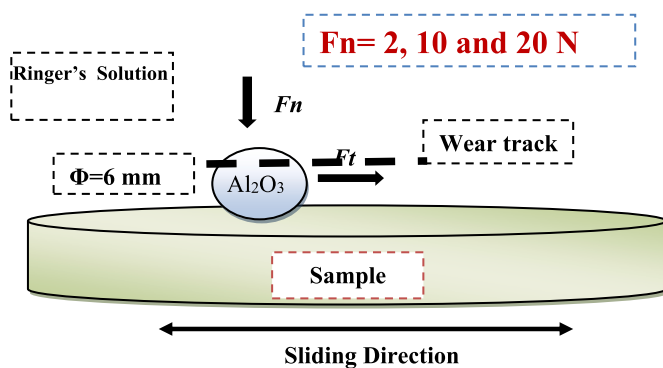 Fn= 2, 10 and 20 N
Ringer’s Solution
Fn
Wear track
Ft
Φ=6 mm
Al₂O₃
Sample
Sliding Direction